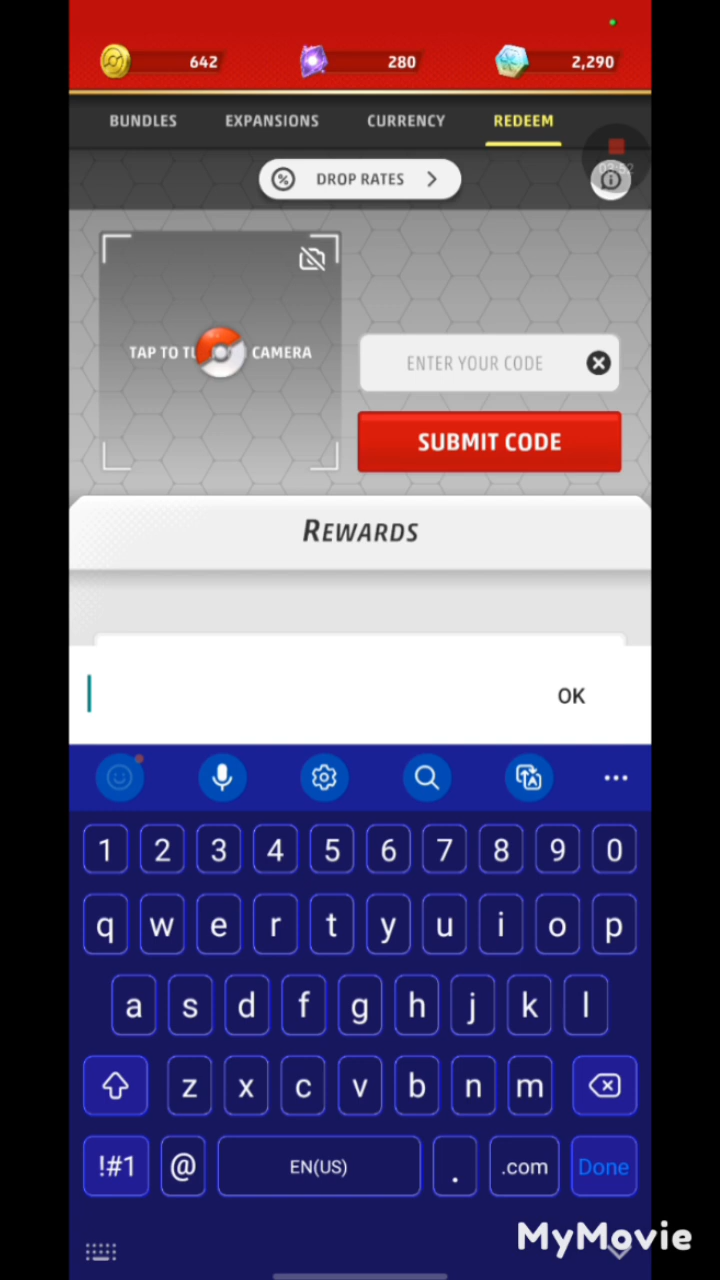 642 280 2,290
BUNDLES EXPANSIONS CURRENCY REDEEM
DROP RATES
ENTER YOUR CODE
CAMERA
TAP TO
SUBMIT CODE
REWARDS
OK
1 2 3 4 5 6 7 8 9 0
q w e r t y u i o p
a s d f g h j k l
z x c v b n m
!#1 @ EN(US) . .com Done
MyMovie